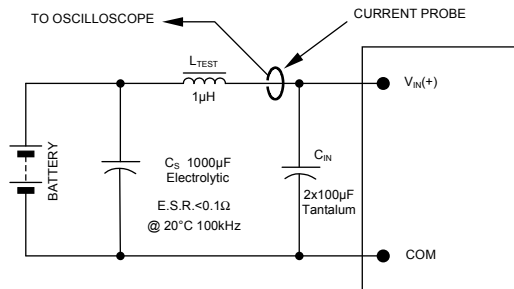 TO OSCILLOSCOPE
CURRENT PROBE
LTEST
1μH
VIN(+)
BATTERY
CS 1000μF
Electrolytic
E.S.R.<0.1Ω
@ 20°C 100kHz
CIN
2x100μF
Tantalum
COM